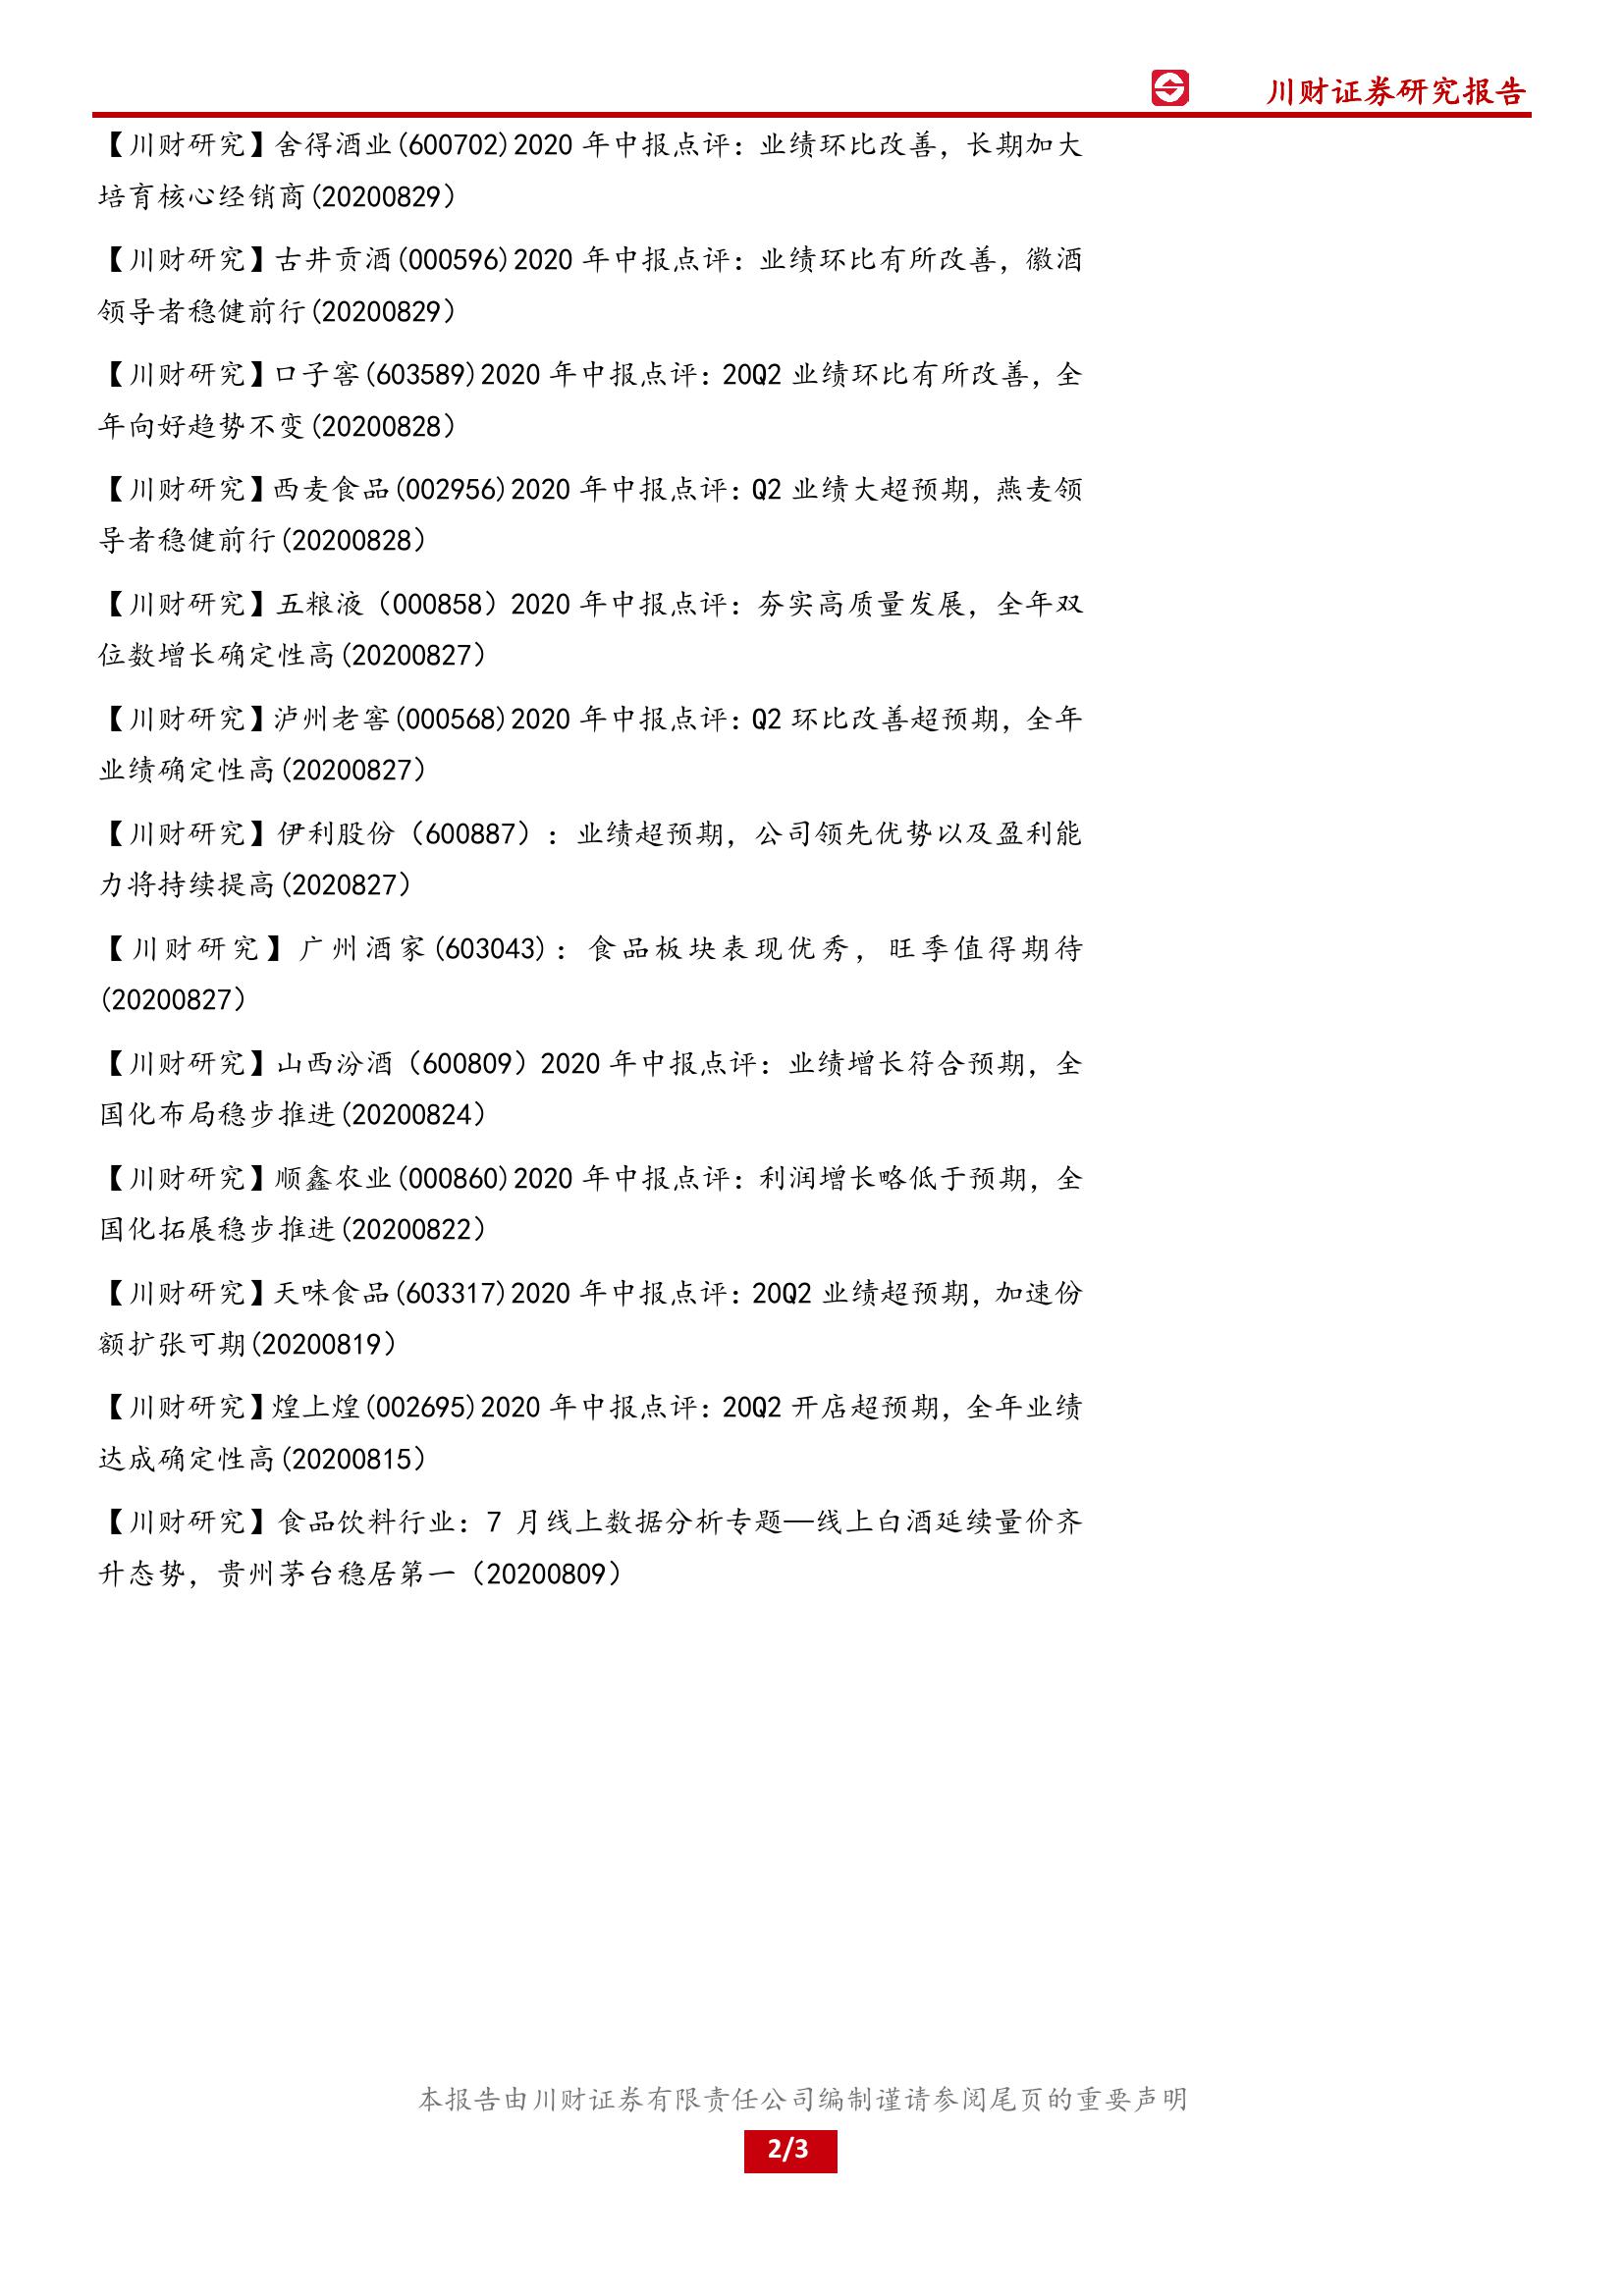 川财证券研究报告
【川财研究】舍得酒业(600702)2020 年中报点评：业绩环比改善，长期加大
培育核心经销商(20200829）
【川财研究】古井贡酒(000596)2020 年中报点评：业绩环比有所改善，徽酒
领导者稳健前行(20200829）
【川财研究】口子窖(603589)2020 年中报点评：20Q2 业绩环比有所改善，全
年向好趋势不变(20200828）
【川财研究】西麦食品(002956)2020 年中报点评：Q2 业绩大超预期，燕麦领
导者稳健前行(20200828）
【川财研究】五粮液（000858）2020 年中报点评：夯实高质量发展，全年双
位数增长确定性高(20200827）
【川财研究】泸州老窖(000568)2020 年中报点评：Q2 环比改善超预期，全年
业绩确定性高(20200827）
【川财研究】伊利股份（600887）：业绩超预期，公司领先优势以及盈利能
力将持续提高(2020827）
【川财研究】广州酒家(603043)：食品板块表现优秀，旺季值得期待
(20200827）
【川财研究】山西汾酒（600809）2020 年中报点评：业绩增长符合预期，全
国化布局稳步推进(20200824）
【川财研究】顺鑫农业(000860)2020 年中报点评：利润增长略低于预期，全
国化拓展稳步推进(20200822）
【川财研究】天味食品(603317)2020 年中报点评：20Q2 业绩超预期，加速份
额扩张可期(20200819）
【川财研究】煌上煌(002695)2020 年中报点评：20Q2 开店超预期，全年业绩
达成确定性高(20200815）
【川财研究】食品饮料行业：7 月线上数据分析专题—线上白酒延续量价齐
升态势，贵州茅台稳居第一（20200809）
本报告由川财证券有限责任公司编制谨请参阅尾页的重要声明
2/3